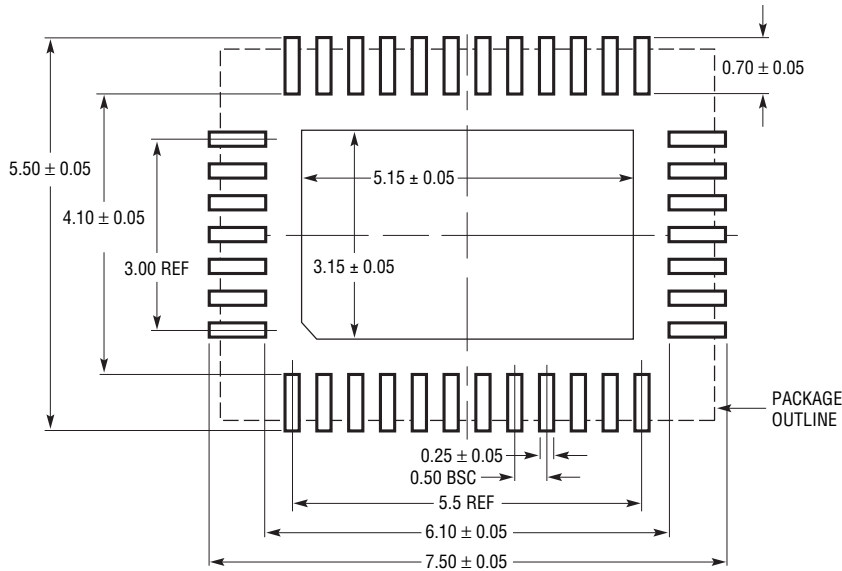 0.70 ± 0.05
5.50 ± 0.05
5.15 ± 0.05
4.10 ± 0.05
3.00 REF
3.15 ± 0.05
PACKAGE
OUTLINE
0.25 ± 0.05
0.50 BSC
5.5 REF
6.10 ± 0.05
7.50 ± 0.05